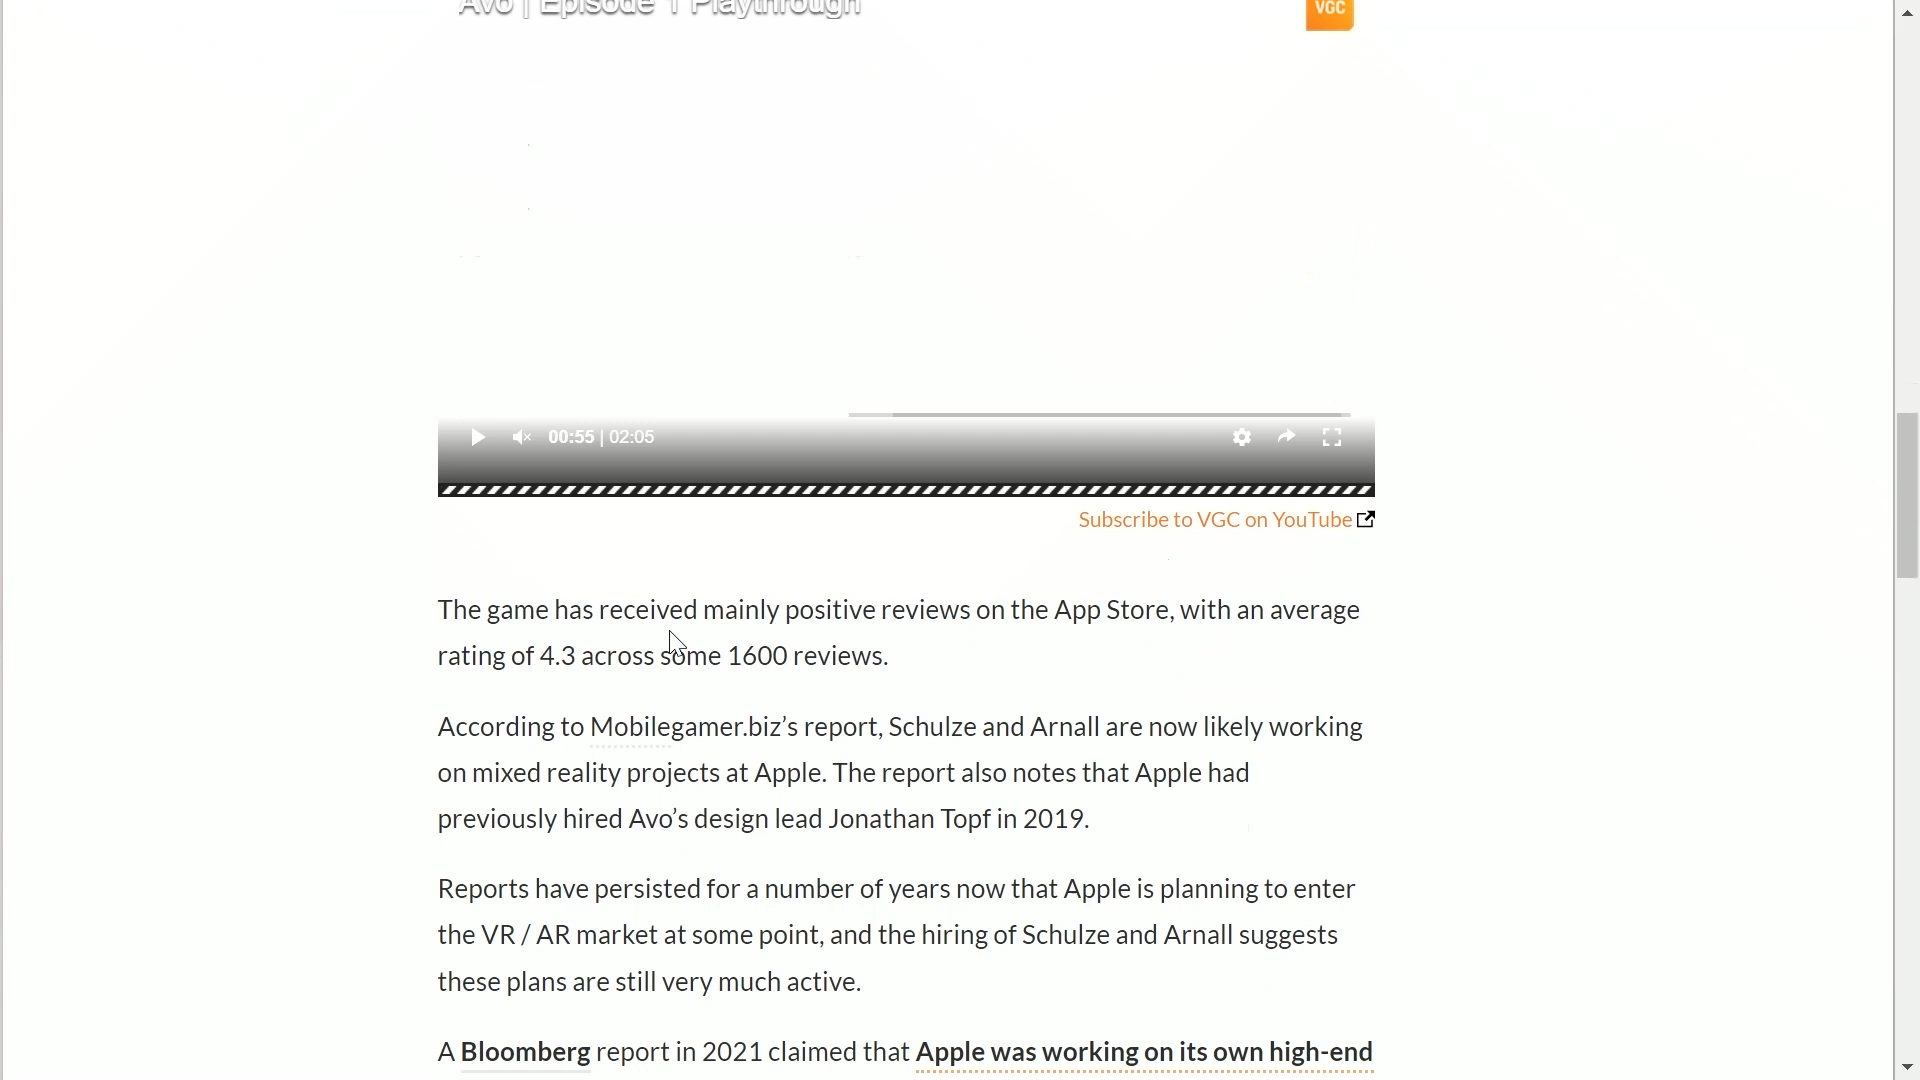 Avo | Episode 1 Playthrough
VGC
00:55 | 02:05
Subscribe to VGC on YouTube
The game has received mainly positive reviews on the App Store, with an average
rating of 4.3 across some 1600 reviews.
According to Mobilegamer.biz’s report, Schulze and Arnall are now likely working
on mixed reality projects at Apple. The report also notes that Apple had
previously hired Avo’s design lead Jonathan Topf in 2019.
Reports have persisted for a number of years now that Apple is planning to enter
the VR / AR market at some point, and the hiring of Schulze and Arnall suggests
these plans are still very much active.
A Bloomberg report in 2021 claimed that Apple was working on its own high-end